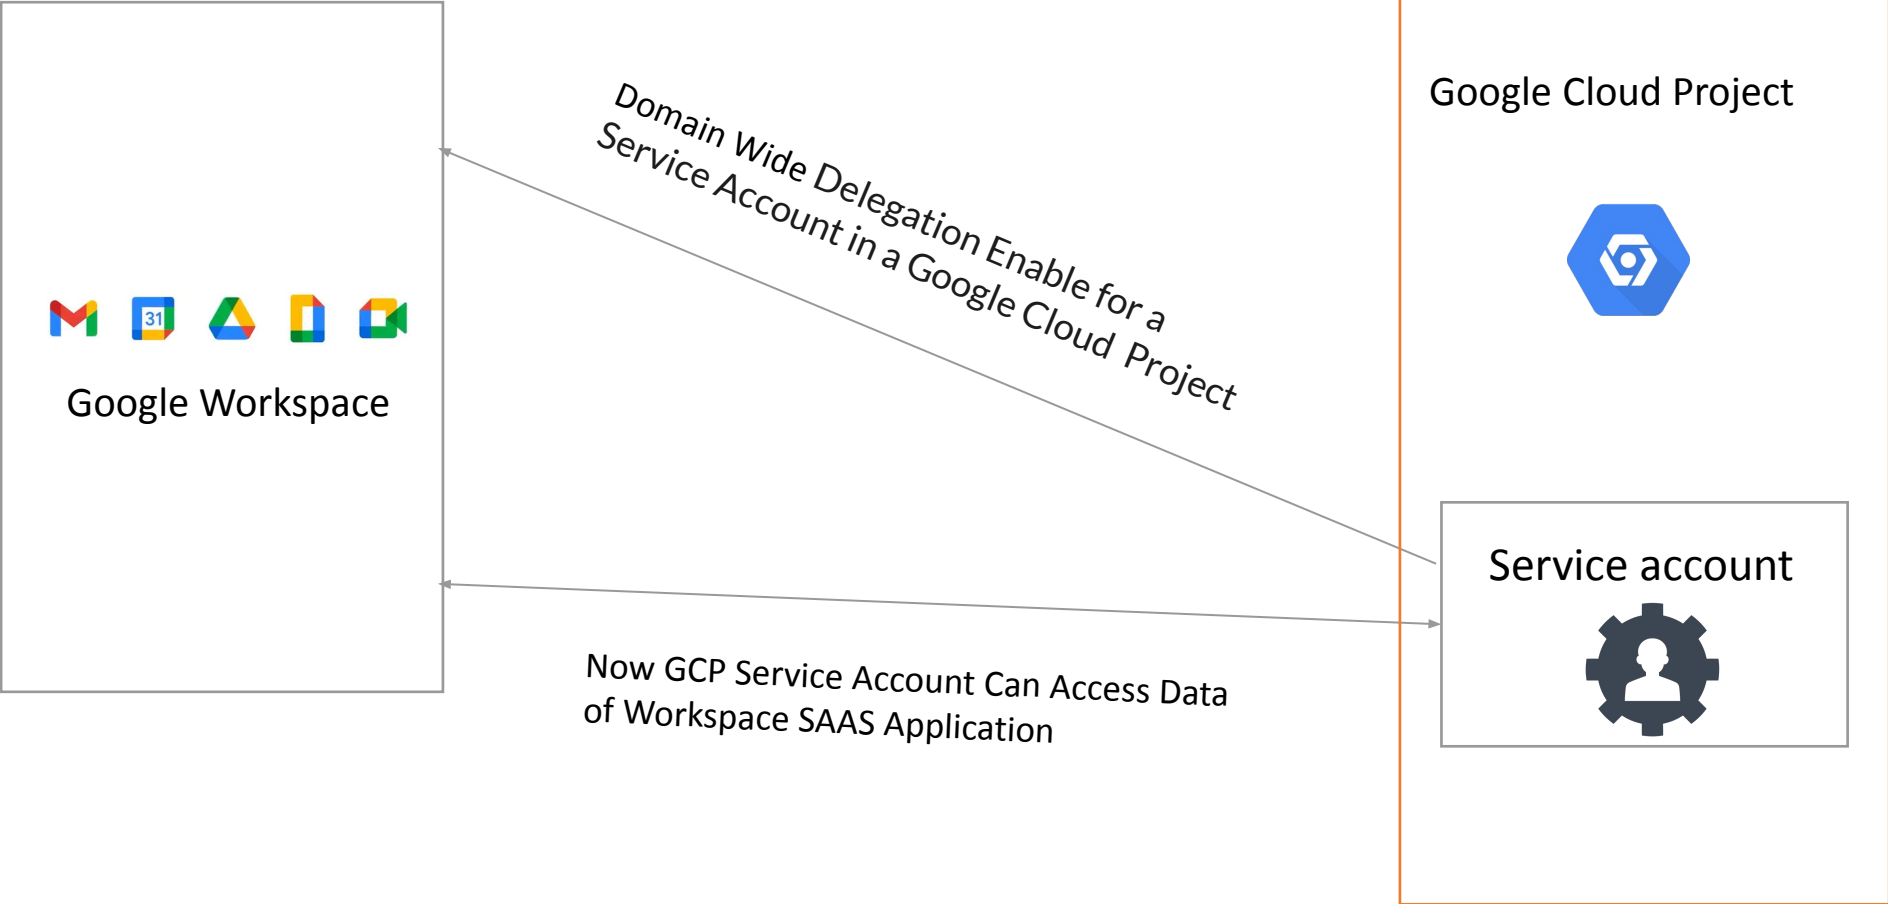 Google Cloud Project
Domain Wide Delegation Enable for a
Service Account in a Google Cloud Project
31
Google Workspace
Service account
Now GCP Service Account Can Access Data
of Workspace SAAS Application